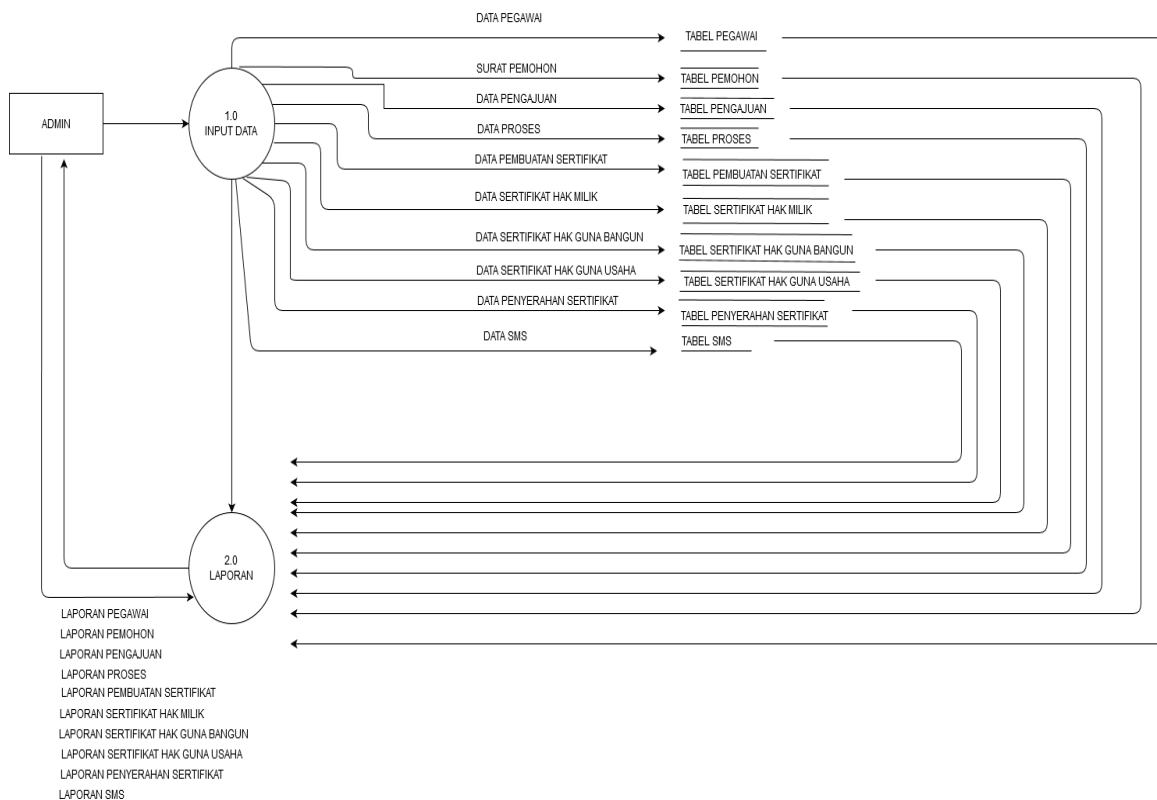 DATA PEGAWAI
TABEL PEGAWAI
SURAT PEMOHON
TABEL PEMOHON
DATA PENGAJUAN
TABEL PENGAJUAN
ADMIN
1.0
INPUT DATA
DATA PROSES
TABEL PROSES
DATA PEMBUATAN SERTIFIKAT
TABEL PEMBUATAN SERTIFIKAT
DATA SERTIFIKAT HAK MILIK
TABEL SERTIFIKAT HAK MILIK
DATA SERTIFIKAT HAK GUNA BANGUN
TABEL SERTIFIKAT HAK GUNA BANGUN
DATA SERTIFIKAT HAK GUNA USAHA
TABEL SERTIFIKAT HAK GUNA USAHA
DATA PENYERAHAN SERTIFIKAT
TABEL PENYERAHAN SERTIFIKAT
DATA SMS
TABEL SMS
2.0
LAPORAN
LAPORAN PEGAWAI
LAPORAN PEMOHON
LAPORAN PENGAJUAN
LAPORAN PROSES
LAPORAN PEMBUATAN SERTIFIKAT
LAPORAN SERTIFIKAT HAK MILIK
LAPORAN SERTIFIKAT HAK GUNA BANGUN
LAPORAN SERTIFIKAT HAK GUNA USAHA
LAPORAN PENYERAHAN SERTIFIKAT
LAPORAN SMS